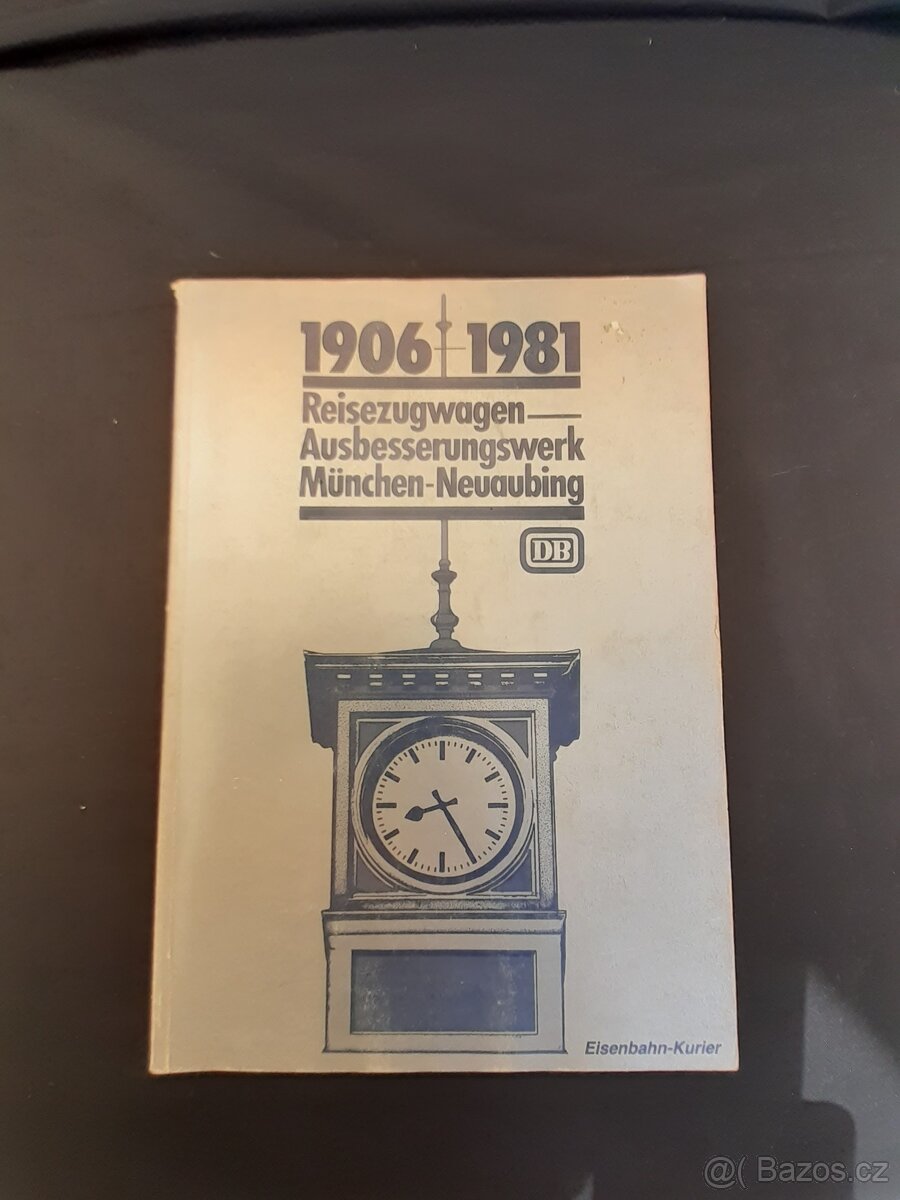 1906 1981
Reisezugwagen—
Ausbesserungswerk
München-Neuaubing
DB
Eisenbahn-Kurier
@( Bazos.cz